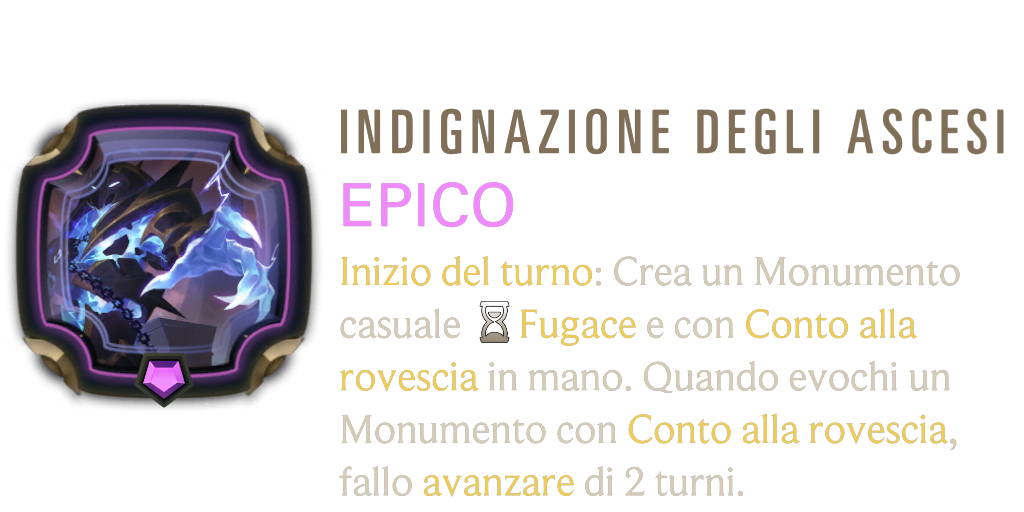 INDIGNAZIONE DEGLI ASCESI
EPICO
Inizio del turno: Crea un Monumento
casuale Fugace e con Conto alla
rovescia in mano. Quando evochi un
Monumento con Conto alla rovescia,
fallo avanzare di 2 turni.